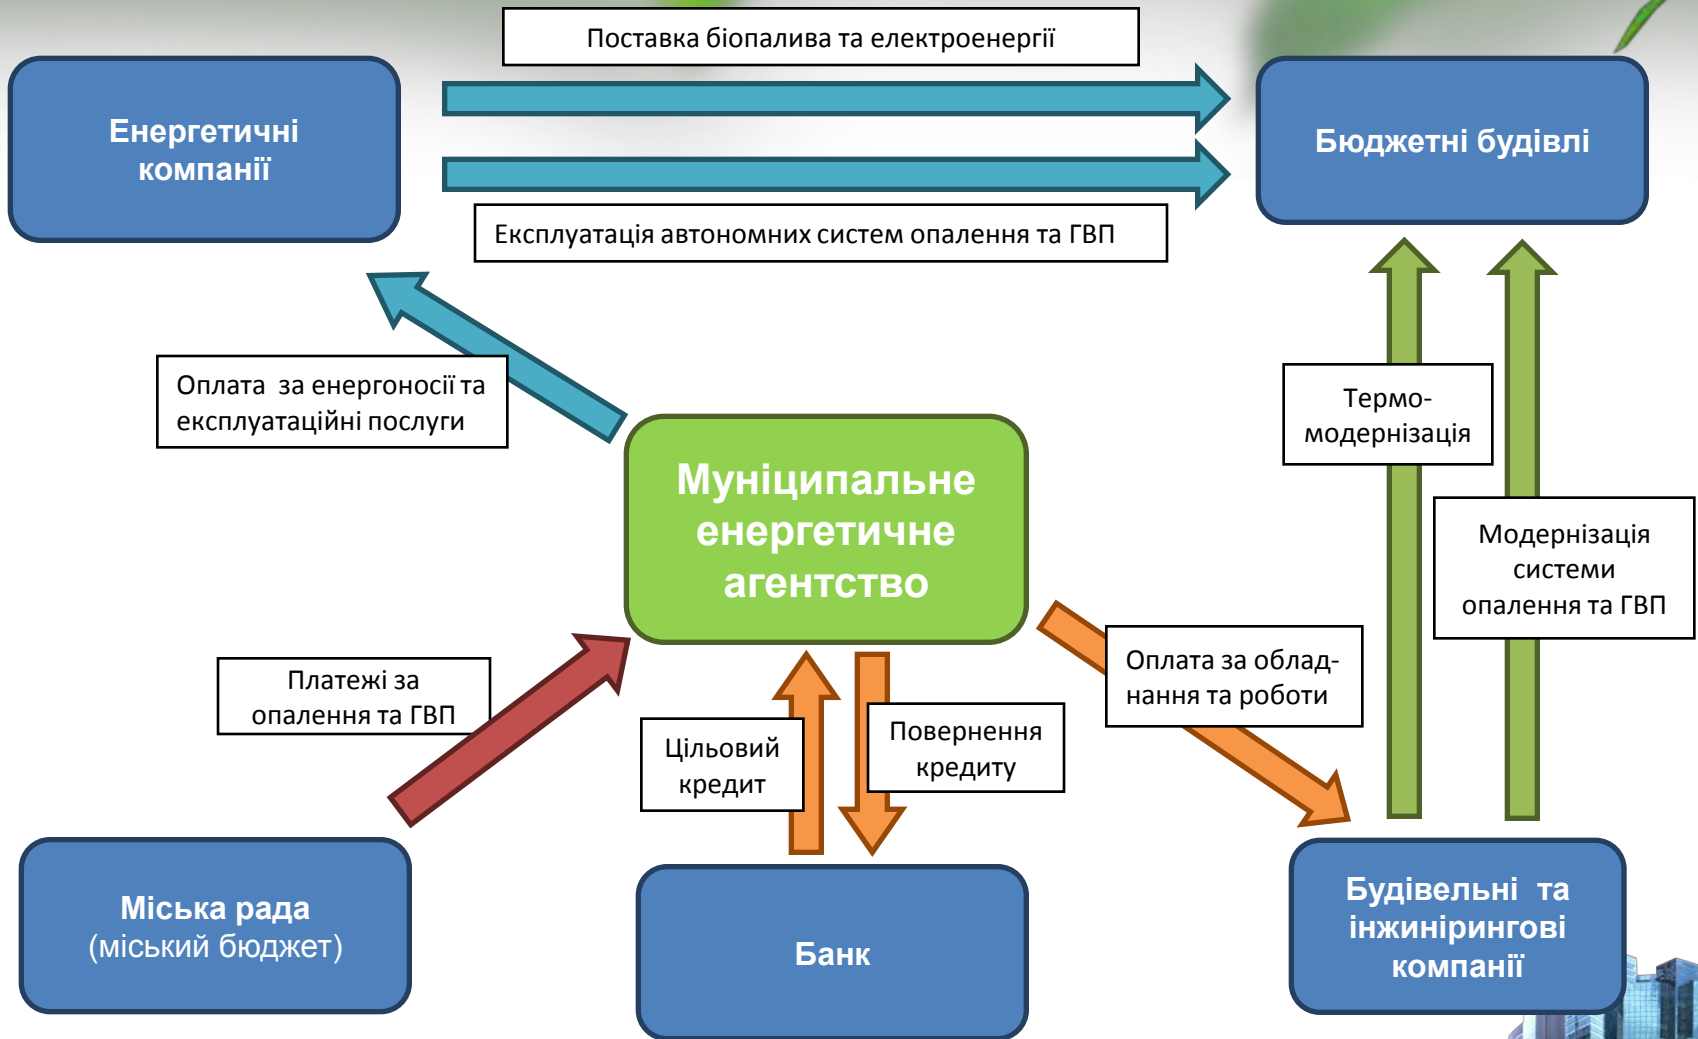 Поставка біопалива та електроенергії
Енергетичні
компанії
Бюджетні будівлі
Експлуатація автономних систем опалення та ГВП
Оплата за енергоносії та
експлуатаційні послуги
Термо-
модернізація
Муніципальне
енергетичне
агентство
Модернізація
системи
опалення та ГВП
Платежі за
опалення та ГВП
Цільовий
кредит
Повернення
кредиту
Оплата за облад-
нання та роботи
Міська рада
(міський бюджет)
Банк
Будівельні та
інжинірингові
компанії